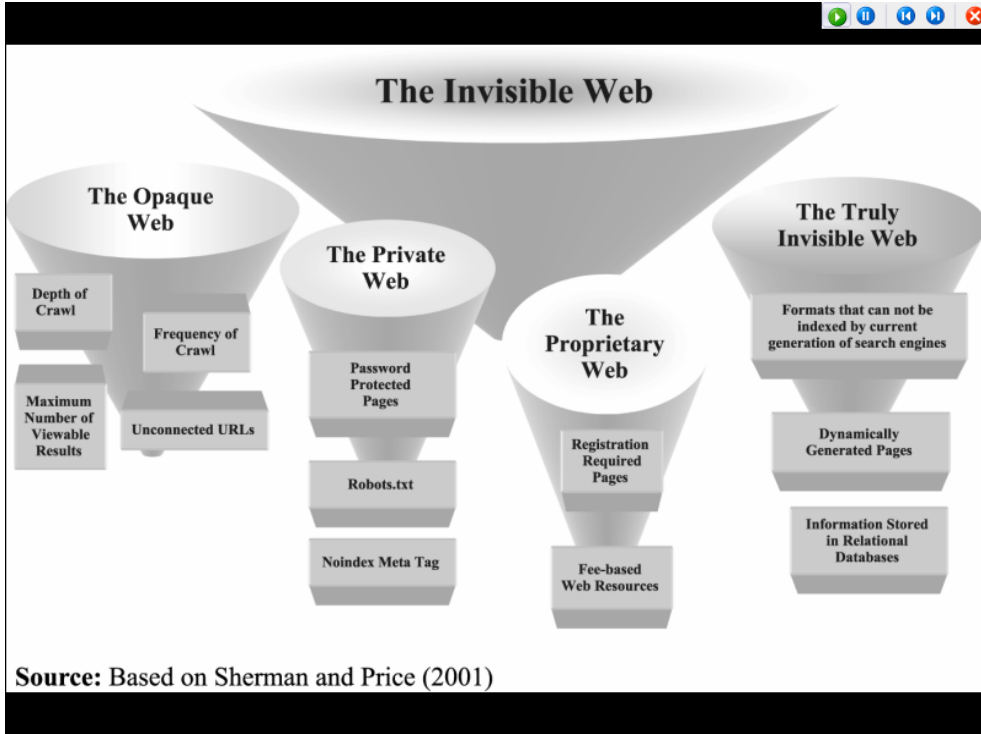 The Invisible Web
The Opaque
Web
Depth of
Crawl
Frequency of
Crawl
Maximum
Number of
Viewable
Results
Unconnected URLs
The Private
Web
Password
Protected
Pages
Robots.txt
Noindex Meta Tag
The
Proprietary
Web
Registration
Required
Pages
Fee-based
Web Resources
The Truly
Invisible Web
Formats that can not be
indexed by current
generation of search engines
Dynamically
Generated Pages
Information Stored
in Relational
Databases
Source: Based on Sherman and Price (2001)